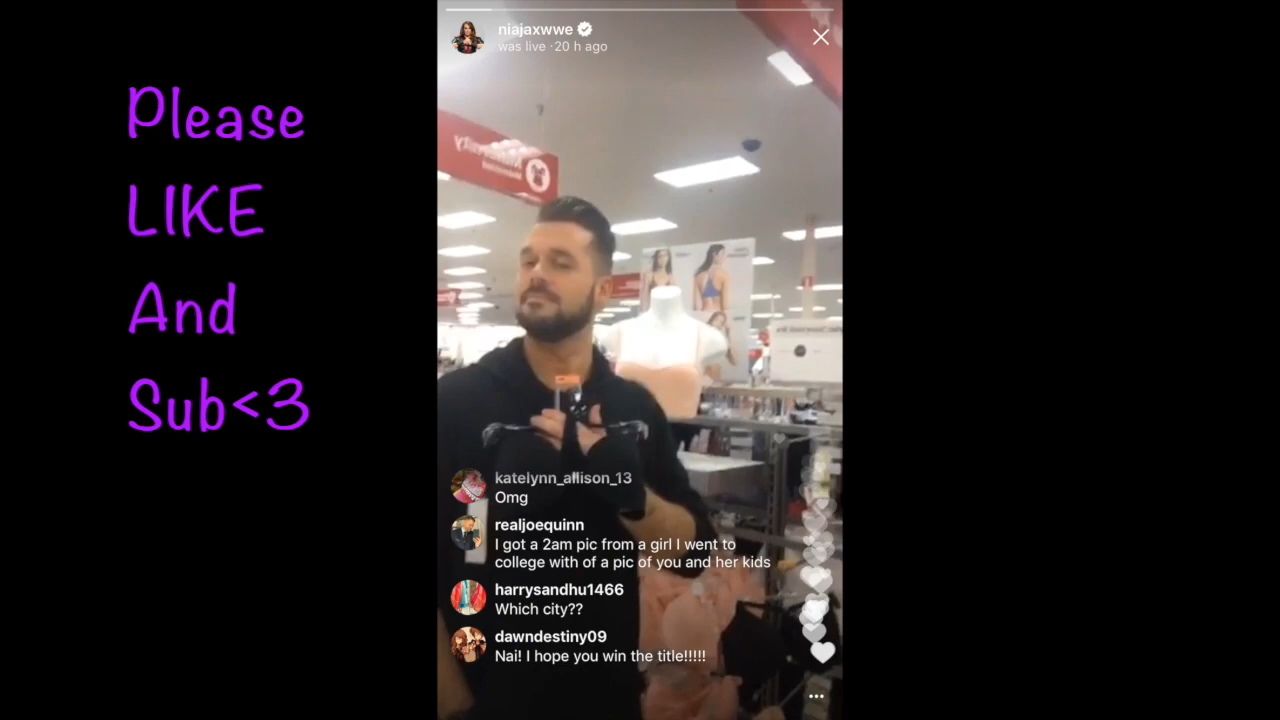 niajaxwwe
was live · 20 h ago
Please
LIKE
And
Sub<3
katelynn_allison_13
Omg
realjoequinn
I got a 2am pic from a girl I went to
college with of a pic of you and her kids
harrysandhu1466
Which city??
dawndestiny09
Nai! I hope you win the title!!!!!